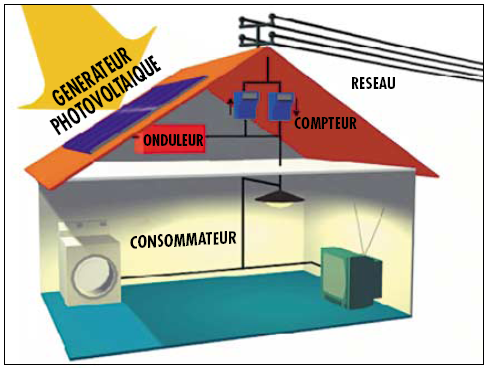 GENERATEUR
PHOTOVOLTAIQUE
RESEAU
COMPTEUR
ONDULEUR
CONSOMMATEUR